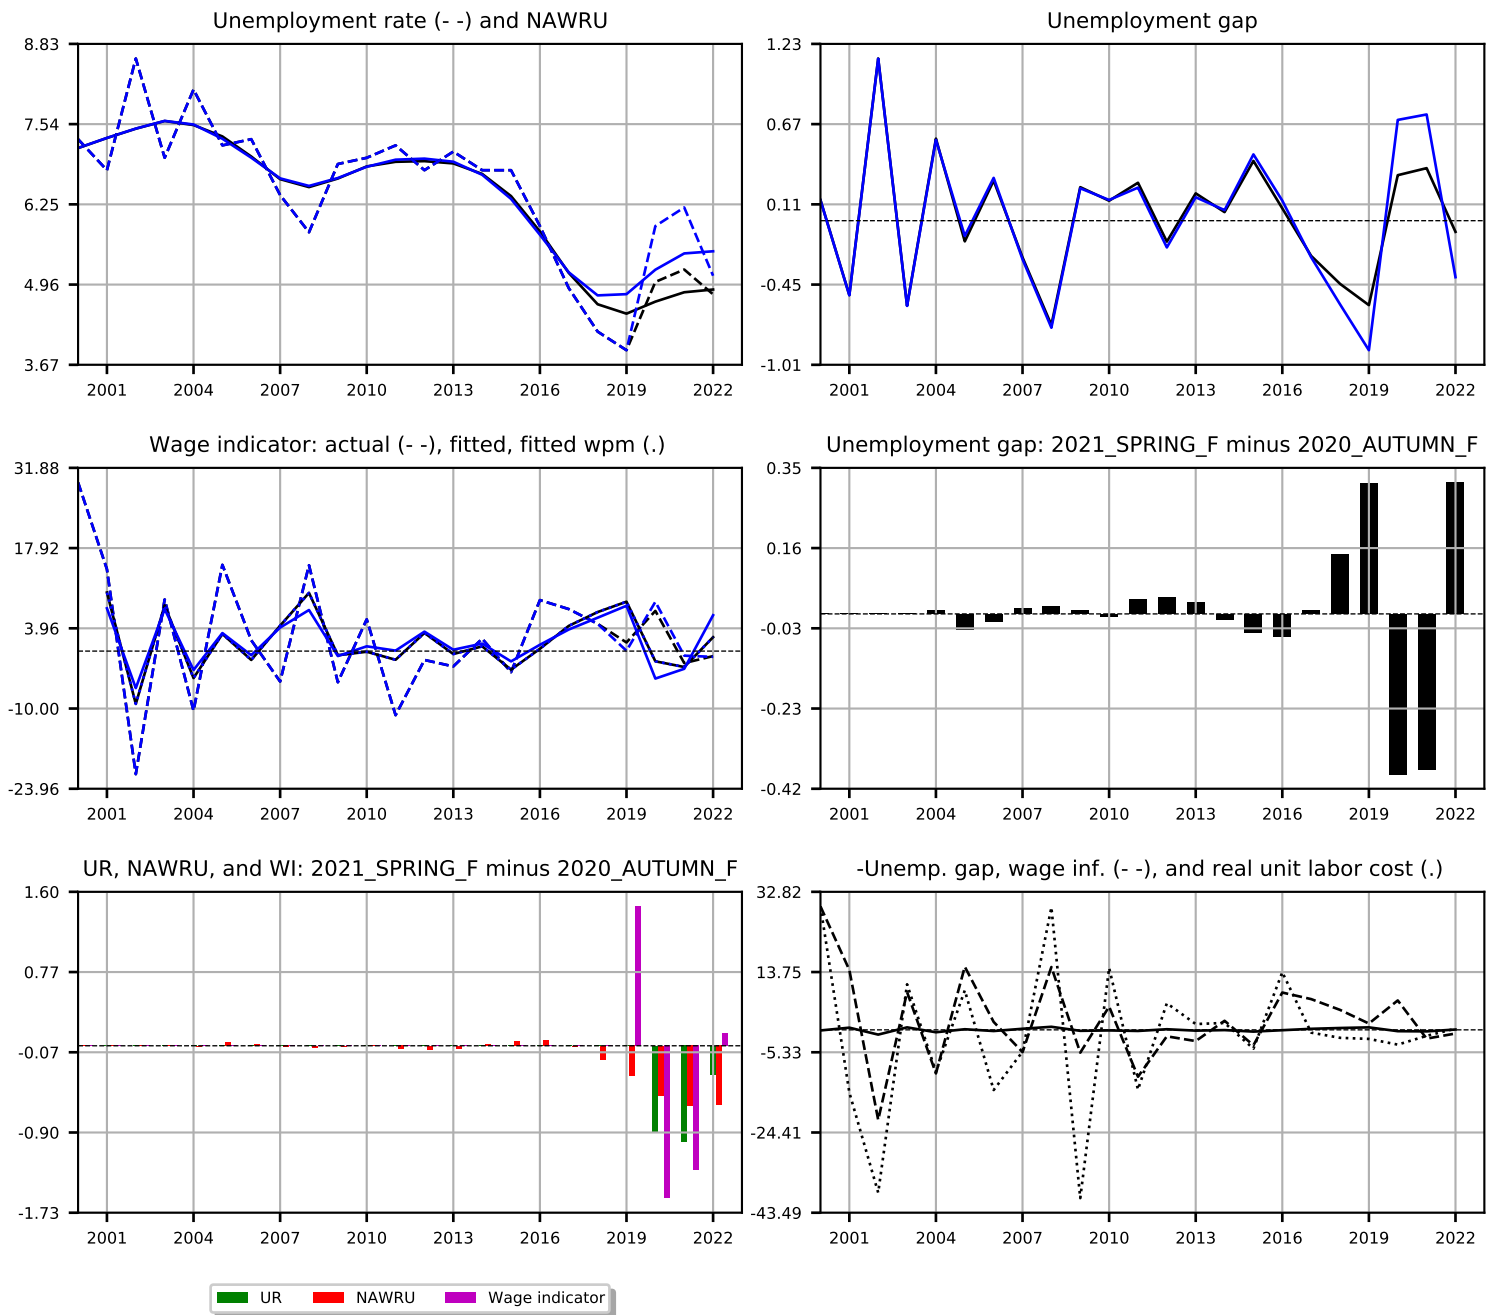 Unemployment rate (- -) and NAWRU
8.83
7.54
6.25
4.96
3.67
2001 2004 2007 2010 2013 2016 2019 2022
Unemployment gap
1.23
0.67
0.11
-0.45
-1.01
2001 2004 2007 2010 2013 2016 2019 2022
Wage indicator: actual (- -), fitted, fitted wpm (.)
31.88
17.92
3.96
-10.00
-23.96
2001 2004 2007 2010 2013 2016 2019 2022
Unemployment gap: 2021_SPRING_F minus 2020_AUTUMN_F
0.35
0.16
-0.03
-0.23
-0.42
2001 2004 2007 2010 2013 2016 2019 2022
UR, NAWRU, and WI: 2021_SPRING_F minus 2020_AUTUMN_F
1.60
0.77
-0.07
-0.90
-1.73
2001 2004 2007 2010 2013 2016 2019 2022
-Unemp. gap, wage inf. (- -), and real unit labor cost (.)
32.82
13.75
-5.33
-24.41
-43.49
2001 2004 2007 2010 2013 2016 2019 2022
UR NAWRU Wage indicator